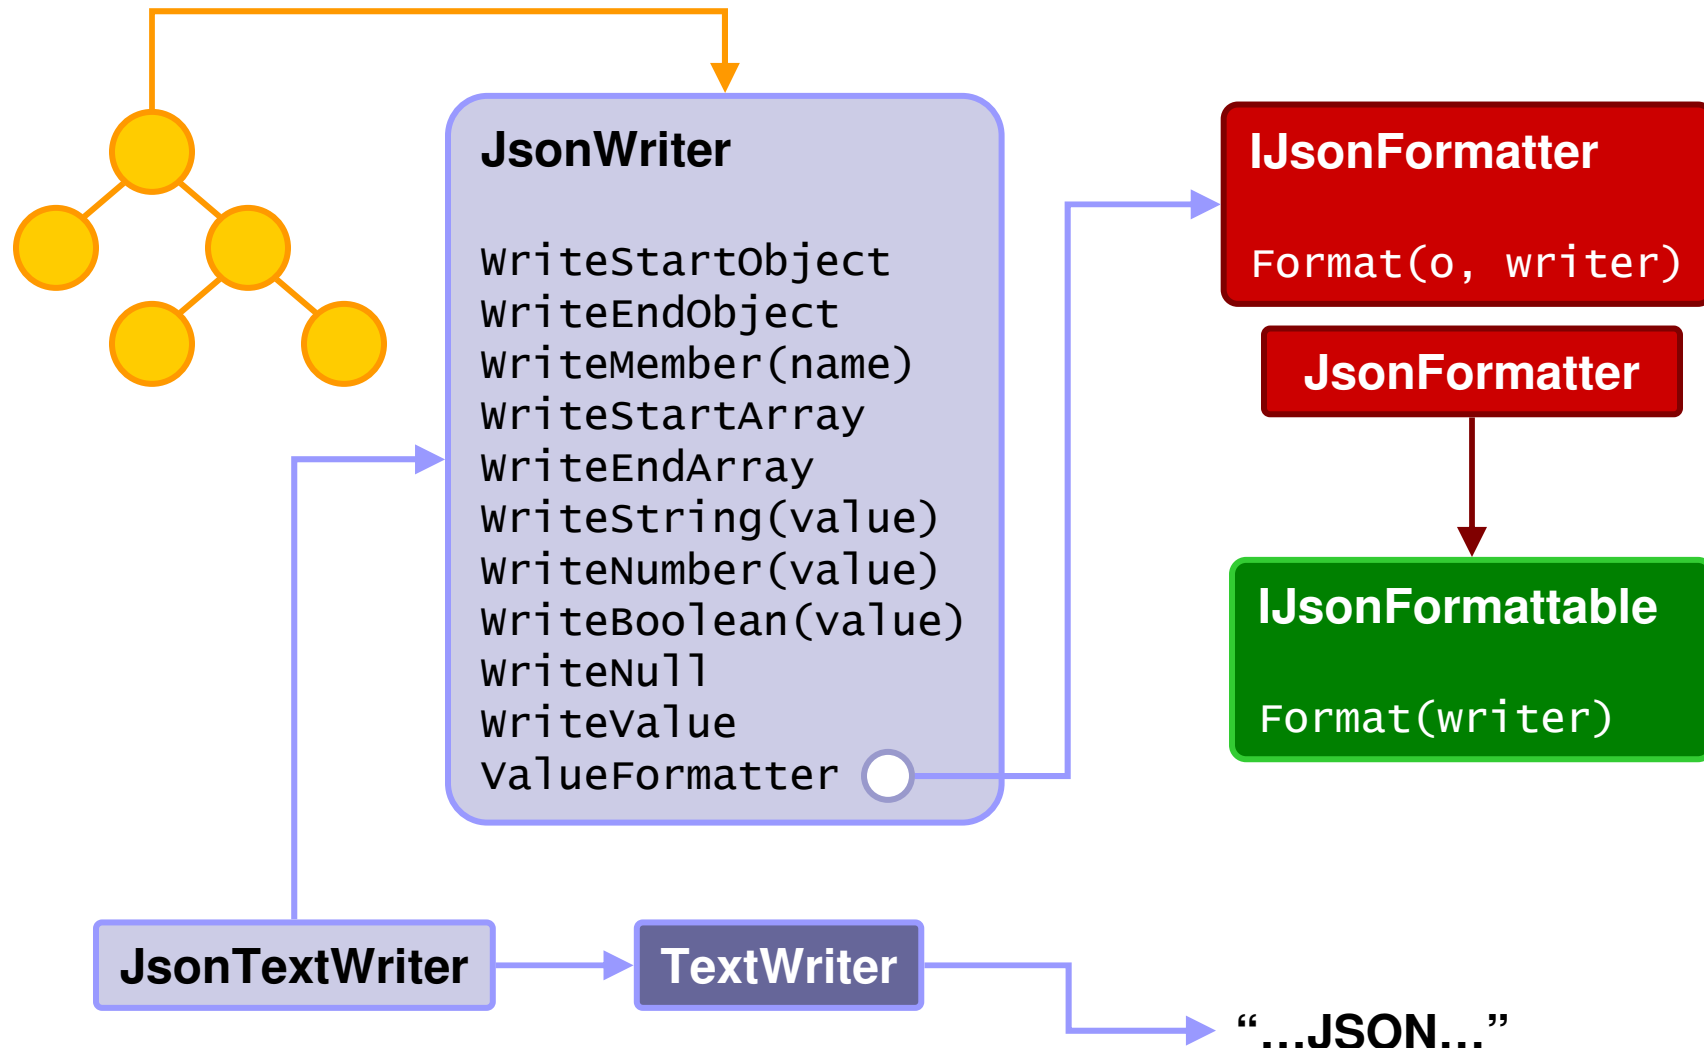 JsonWriter
WriteStartObject
WriteEndObject
WriteMember(name)
WriteStartArray
WriteEndArray
WriteString(value)
WriteNumber(value)
WriteBoolean(value)
WriteNull
WriteValue
ValueFormatter
IJsonFormatter
Format(o, writer)
JsonFormatter
IJsonFormattable
Format(writer)
JsonTextWriter
TextWriter
“...JSON...”